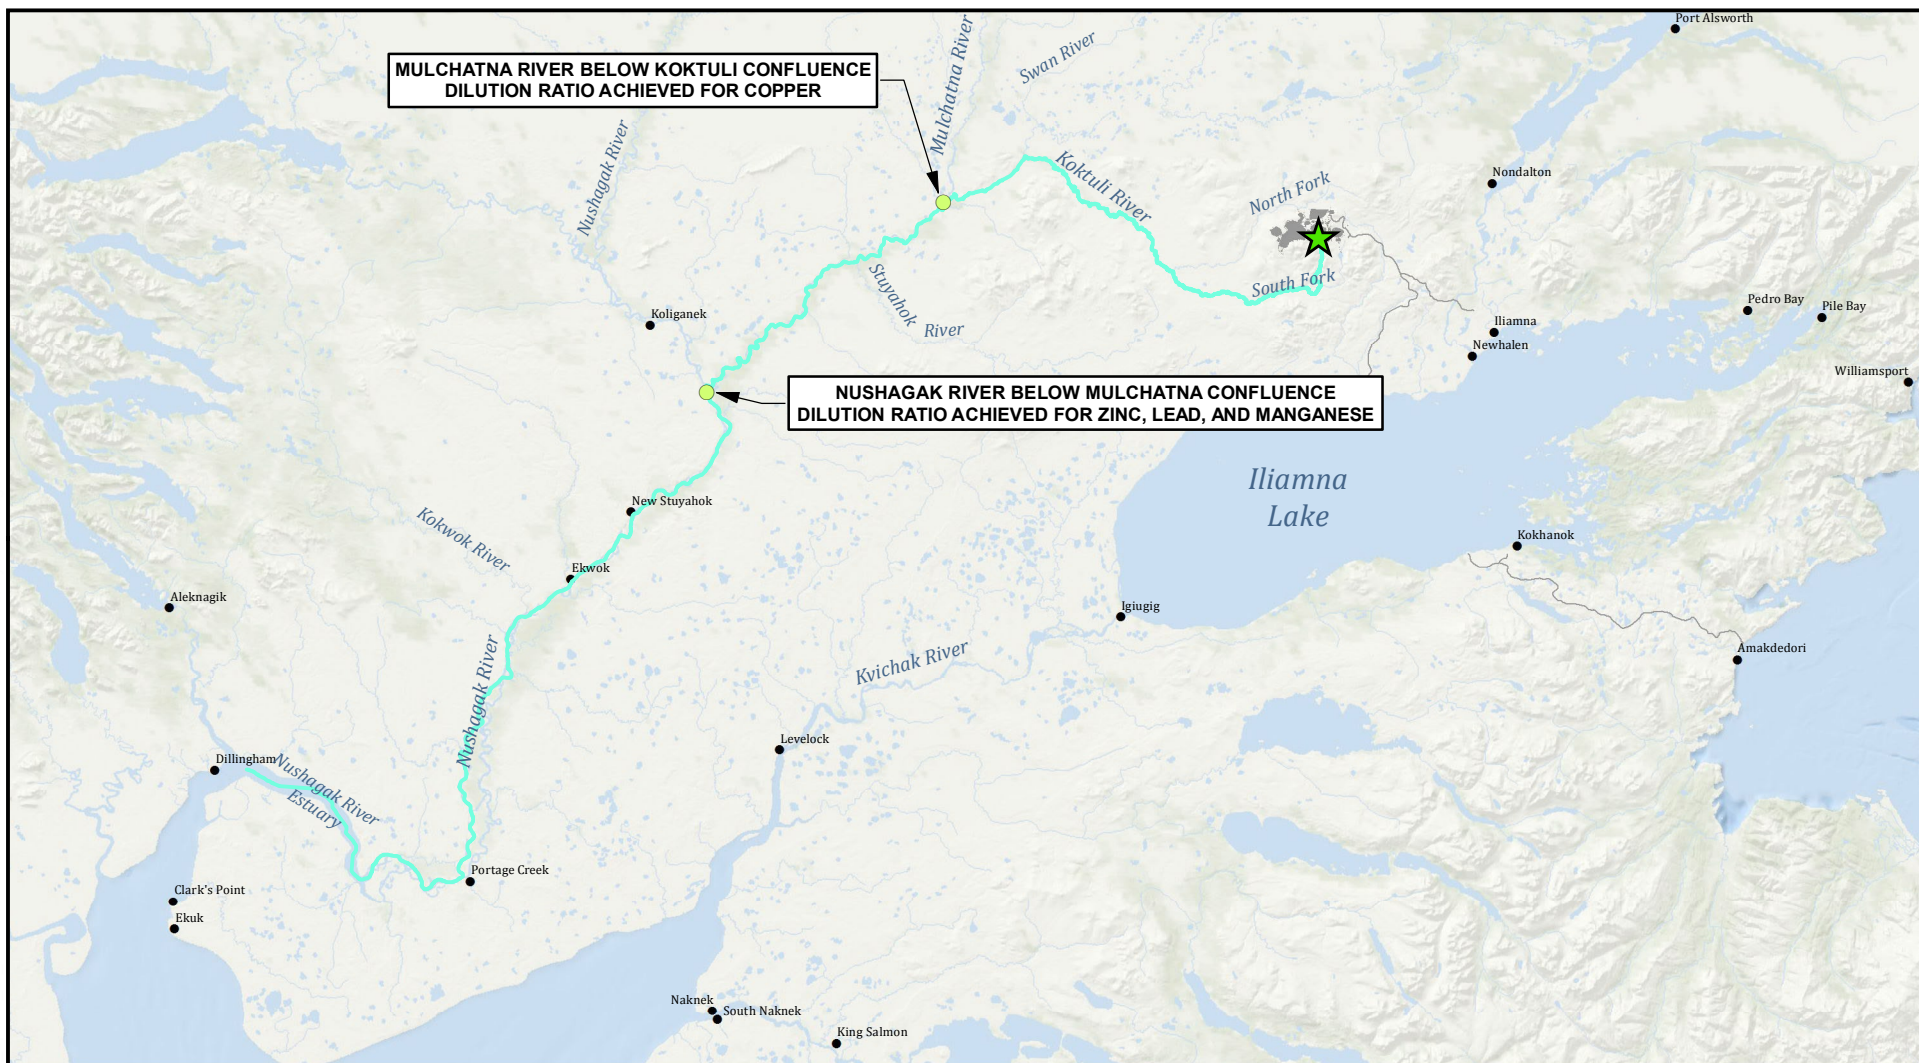 Port Alsworth
Mulchatna River
Swan River
MULCHATNA RIVER BELOW KOKTULI CONFLUENCE
DILUTION RATIO ACHIEVED FOR COPPER
Nushagak River
Koktuli River
North Fork
Nondalton
South Fork
Stuyahok
River
Koliganek
Pedro Bay
Pile Bay
Iliamna
Newhalen
Williamsport
NUSHAGAK RIVER BELOW MULCHATNA CONFLUENCE
DILUTION RATIO ACHIEVED FOR ZINC, LEAD, AND MANGANESE
Iliamna
Lake
New Stuyahok
Kokwok River
Kokhanok
Ekwok
Aleknagik
Igiugig
Nushagak River
Kvichak River
Amakdedori
Levelock
Dillingham
Nushagak River
Estuary
Portage Creek
Clark's Point
Ekuk
Naknek
South Naknek
King Salmon